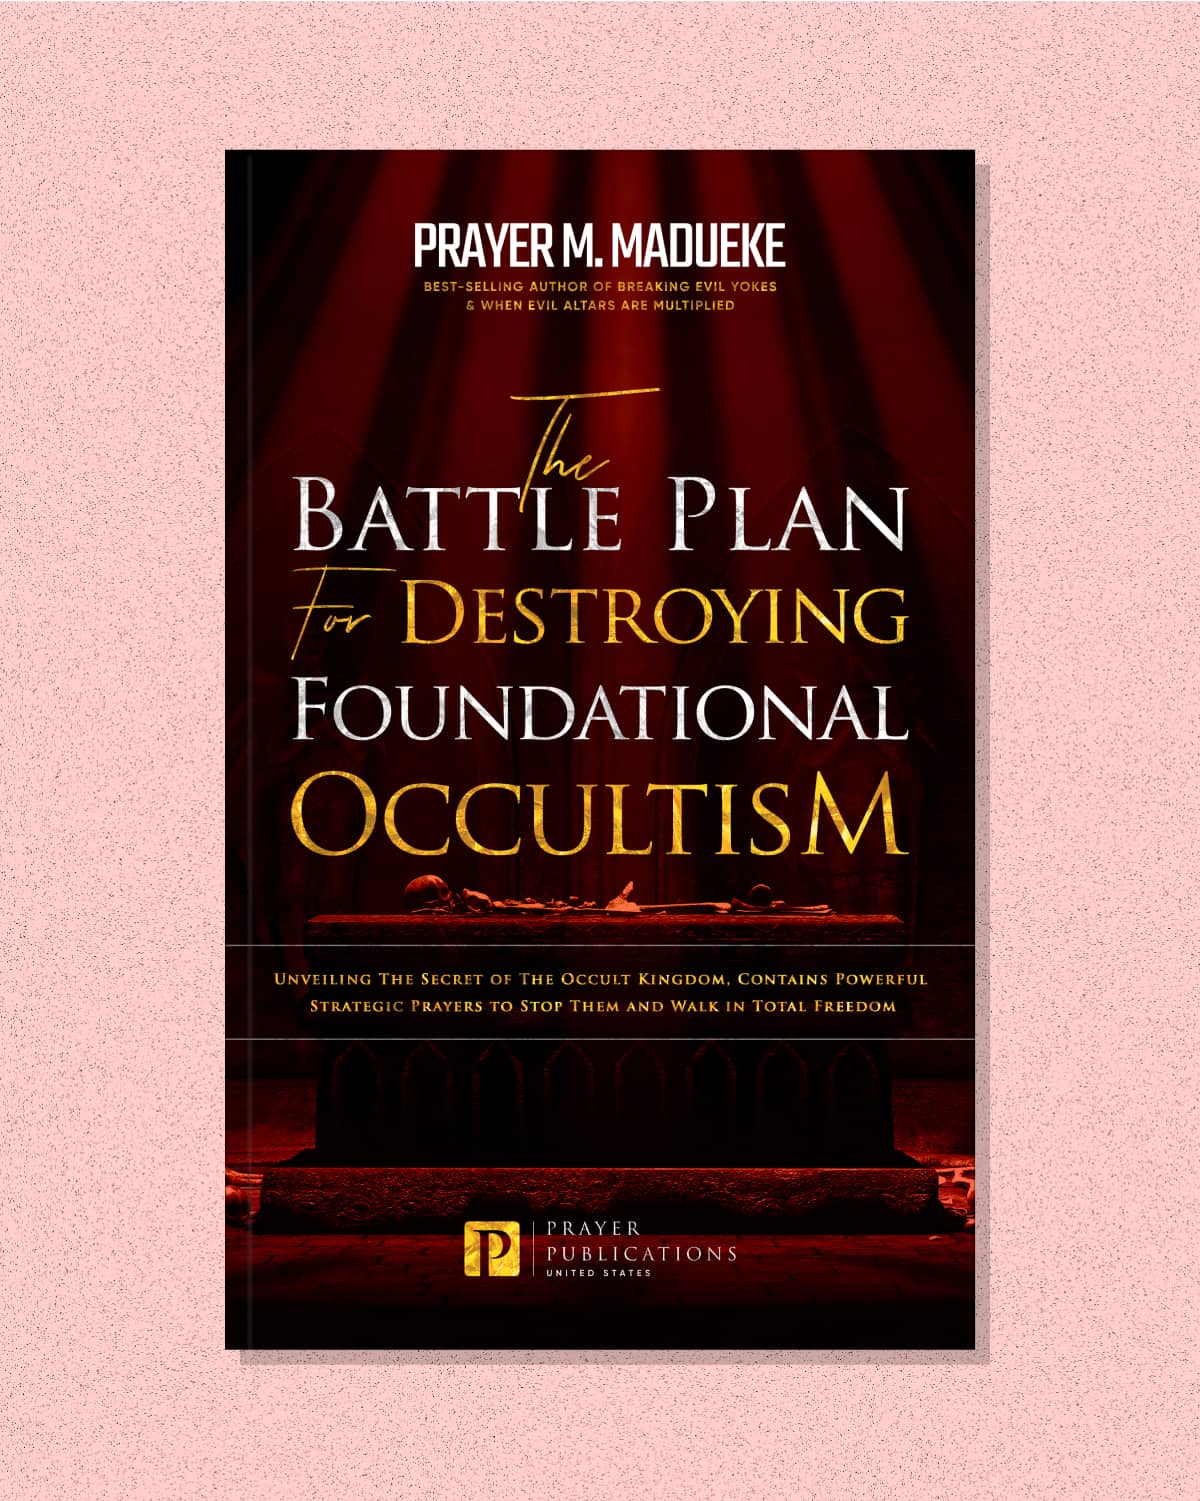 PRAYER M. MADUEKE
BEST-SELLING AUTHOR OF BREAKING EVIL YOKES
& WHEN EVIL ALTARS ARE MULTIPLIED
The
BATTLE PLAN
For DESTROYING
FOUNDATIONAL
OCCULTISM
UNVEILING THE SECRET OF THE OCCULT KINGDOM, CONTAINS POWERFUL
STRATEGIC PRAYERS TO STOP THEM AND WALK IN TOTAL FREEDOM
P
PRAYER
PUBLICATIONS
UNITED STATES